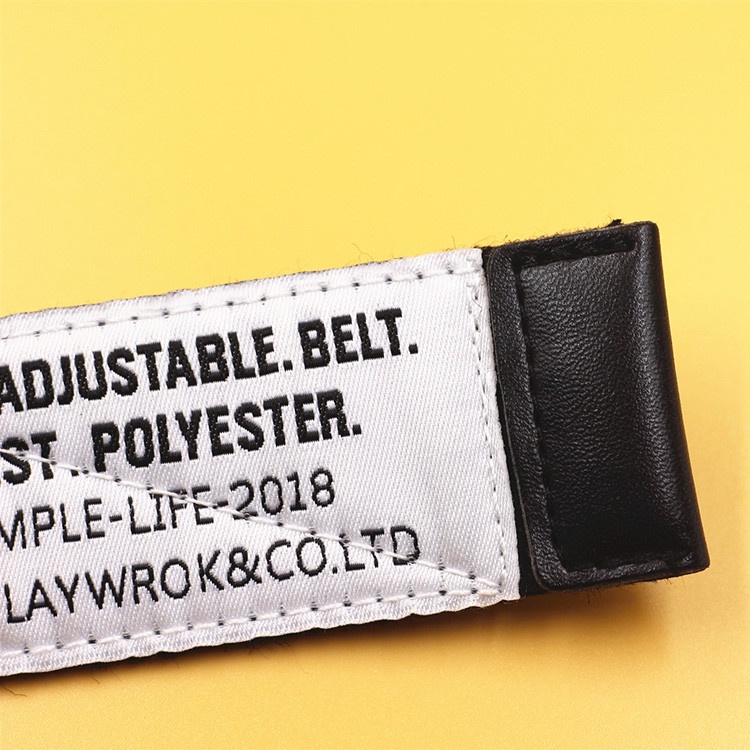 ADJUSTABLE. BELT.
ST. POLYESTER.
MPLE-LIFE-2018
LAYWROK&CO.LTD